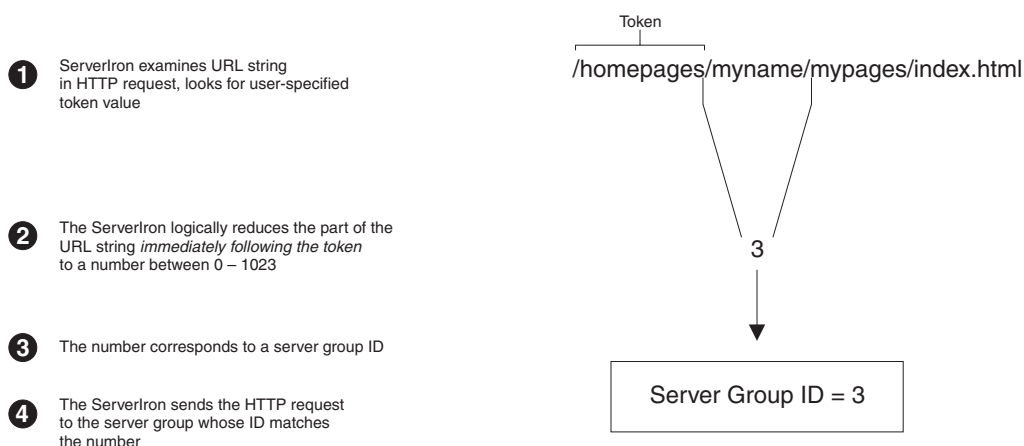 1
ServerIron examines URL string
in HTTP request, looks for user-specified
token value
2
The ServerIron logically reduces the part of the
URL string immediately following the token
to a number between 0 – 1023
3
The number corresponds to a server group ID
4
The ServerIron sends the HTTP request
to the server group whose ID matches
the number
Token
/homepages/myname/mypages/index.html
3
Server Group ID = 3